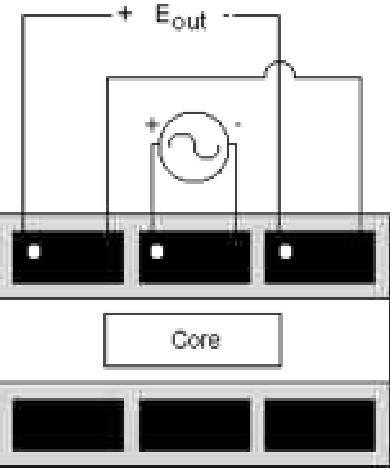 + Eout -
+ -
Core